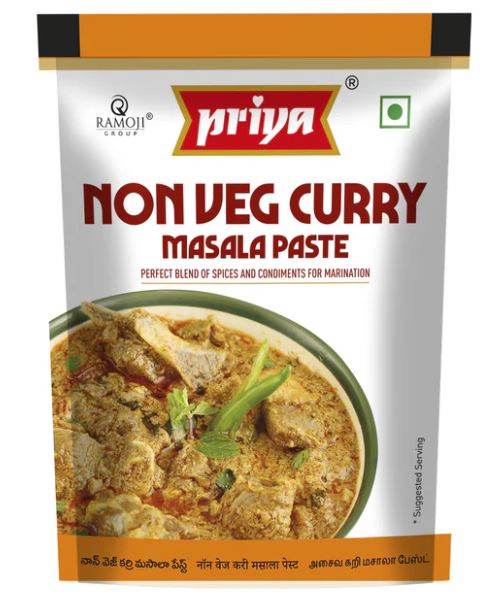 RAMOJI®
GROUP
priya®
NON VEG CURRY
MASALA PASTE
PERFECT BLEND OF SPICES AND CONDIMENTS FOR MARINATION
* Suggested Serving
నాన్ వెజ్ కర్రీ మసాలా పేస్ట్ नॉन वेज करी मसाला पेस्ट அசைவ கறி மசாலா பேஸ்ட்